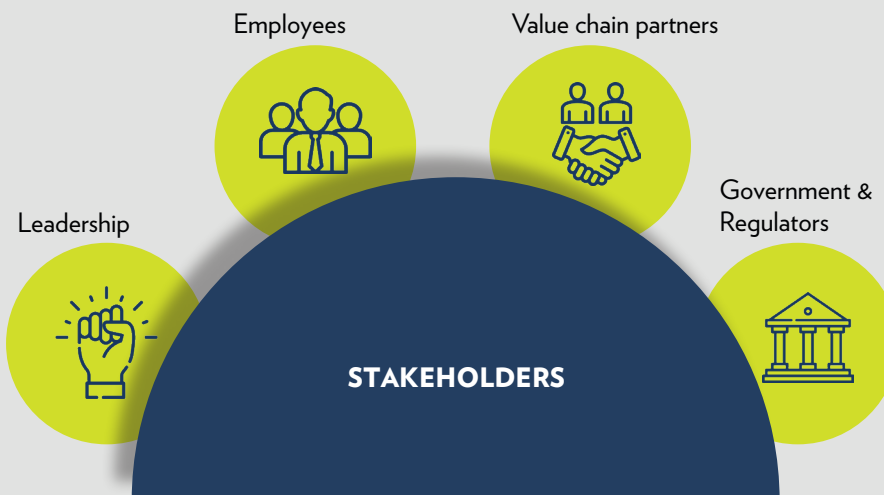 Employees
Value chain partners
Leadership
Government &
Regulators
STAKEHOLDERS